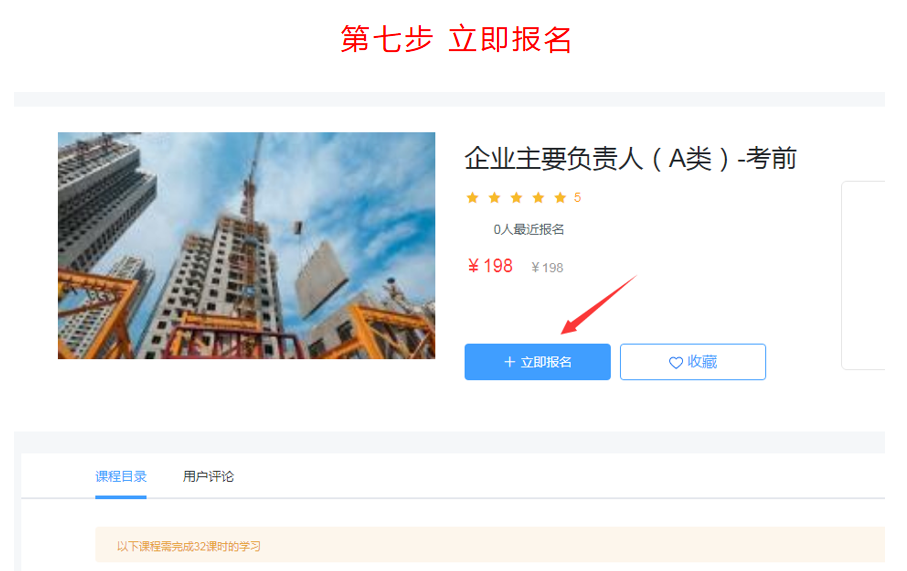 第七步 立即报名
企业主要负责人（A类）-考前
5
0人最近报名
￥198 ￥198
+ 立即报名
收藏
课程目录 用户评论
以下课程需完成32课时的学习